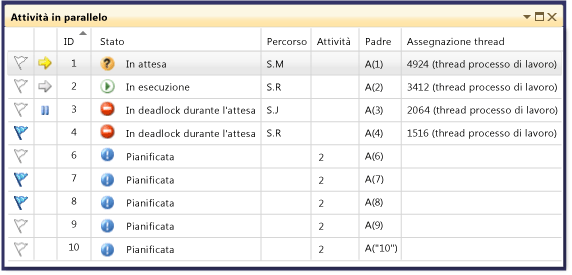 Attività in parallelo
ID Stato Percorso Attività Padre Assegnazione thread
1 In attesa S.M A(1) 4924 (thread processo di lavoro)
2 In esecuzione S.R A(2) 3412 (thread processo di lavoro)
3 In deadlock durante l'attesa S.J A(3) 2064 (thread processo di lavoro)
4 In deadlock durante l'attesa S.R A(4) 1516 (thread processo di lavoro)
6 Pianificata 2 A(6)
7 Pianificata 2 A(7)
8 Pianificata 2 A(8)
9 Pianificata 2 A(9)
10 Pianificata 2 A("10")